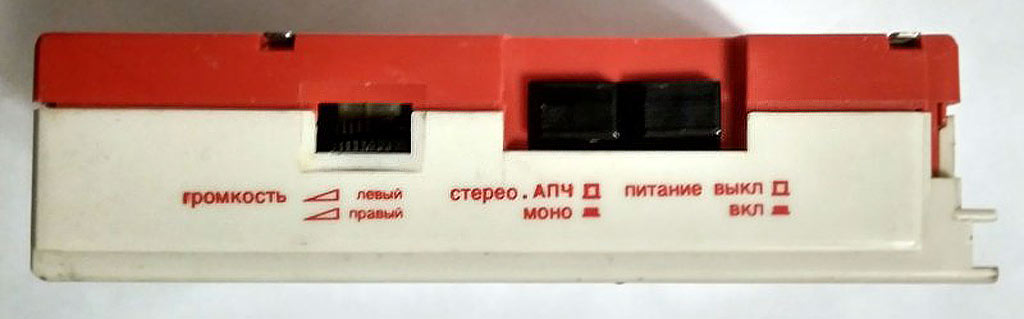 громкость левый стерео.АПЧ питание выкл
правый моно вкл